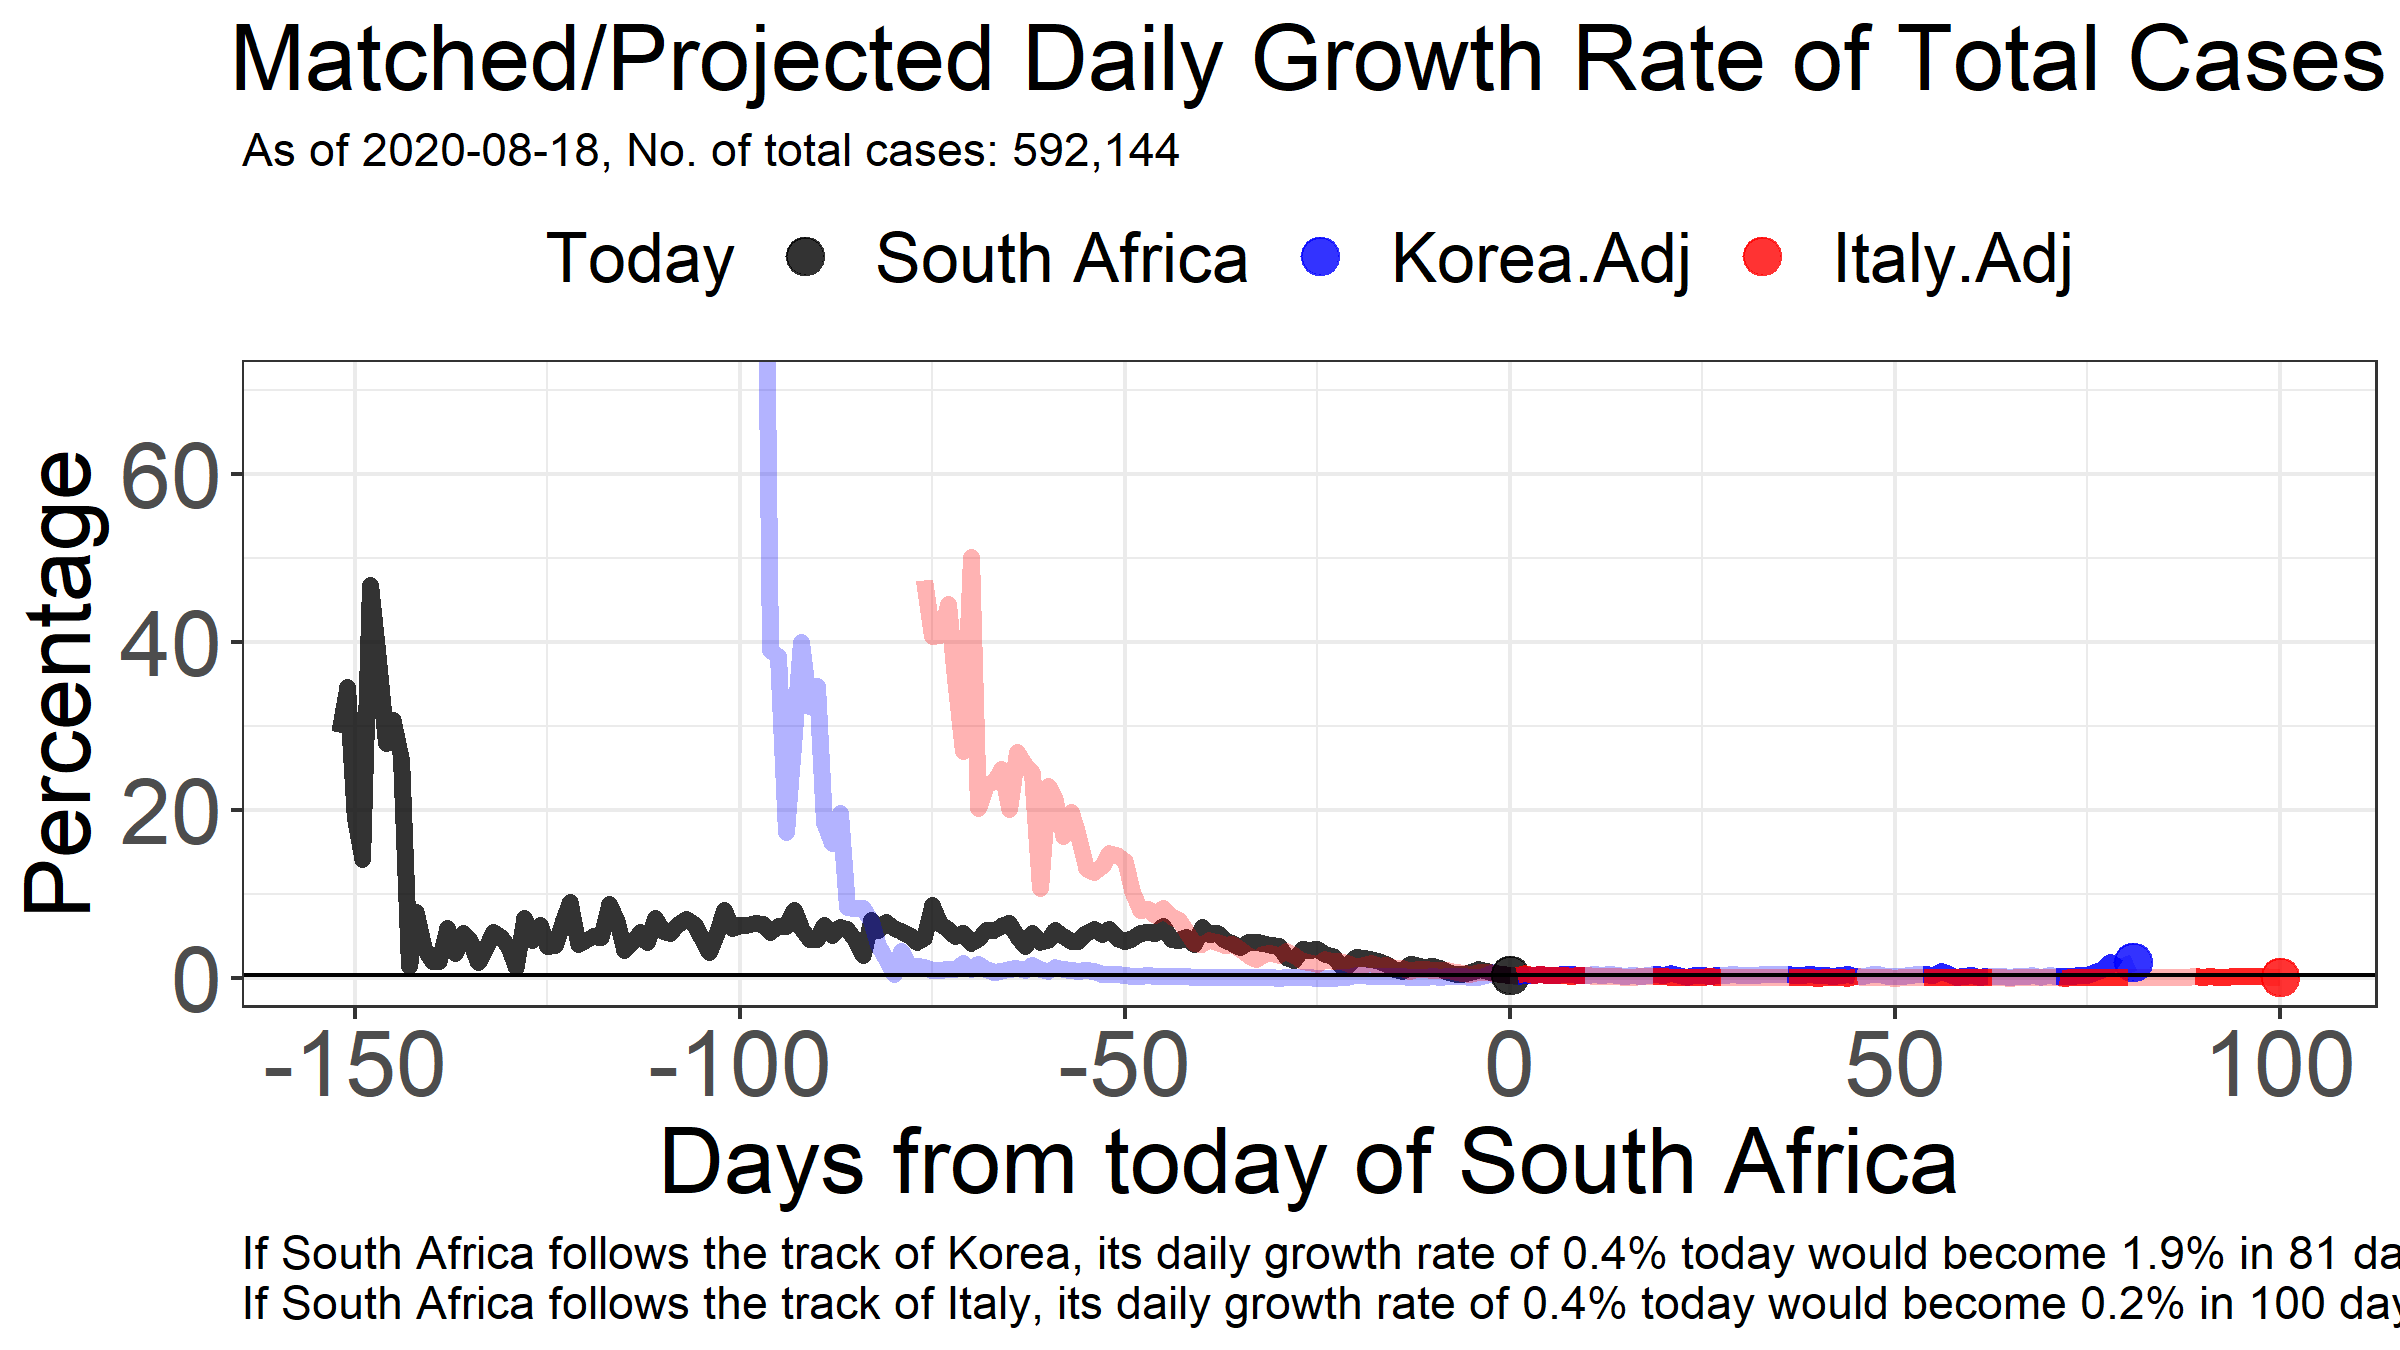 Matched/Projected Daily Growth Rate of Total Cases
As of 2020-08-18, No. of total cases: 592,144
Today South Africa Korea.Adj Italy.Adj
Percentage
60
40
20
0
-150 -100 -50 0 50 100
Days from today of South Africa
If South Africa follows the track of Korea, its daily growth rate of 0.4% today would become 1.9% in 81 da
If South Africa follows the track of Italy, its daily growth rate of 0.4% today would become 0.2% in 100 day